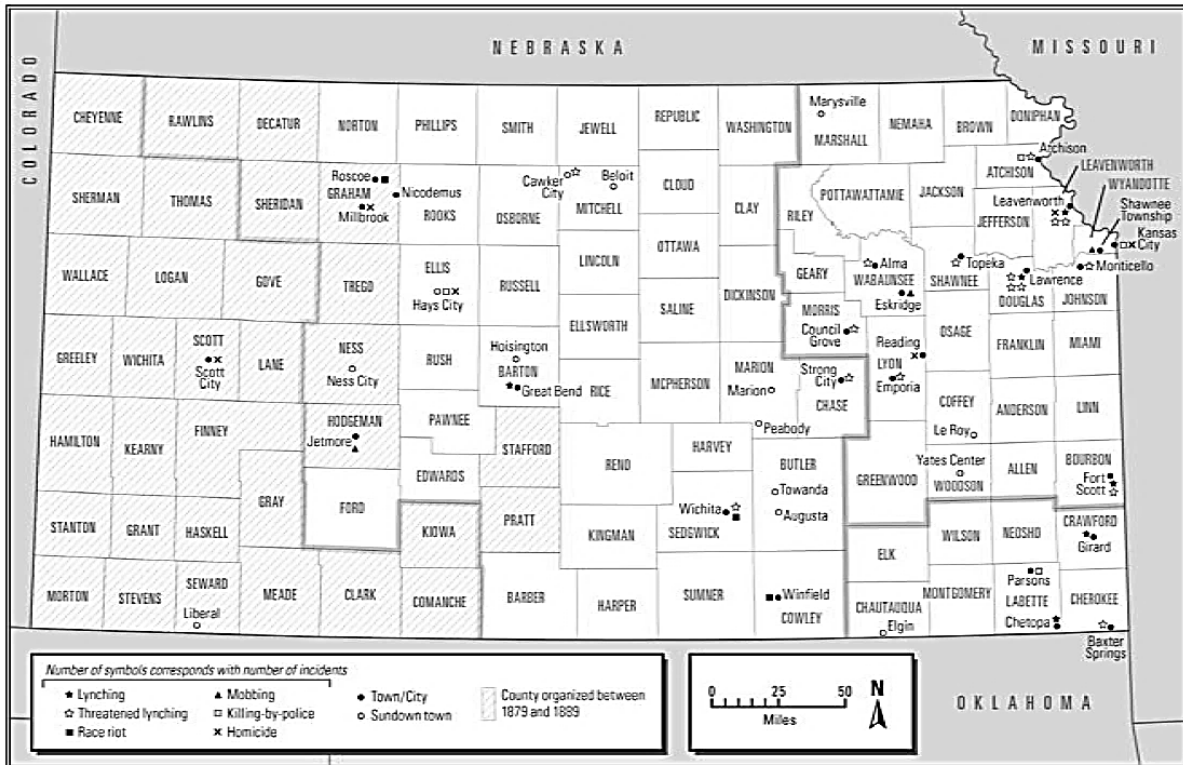 NEBRASKA
MISSOURI
COLORADO
CHEYENNE
RAWLINS
DECATUR
NORTON
PHILLIPS
SMITH
JEWELL
REPUBLIC
WASHINGTON
Marysville
MARSHALL
NEMAHA
BROWN
DONIPHAN
Atchison
ATCHISON
LEAVENWORTH
WYANDOTTE
Shawnee
Township
Kansas
City
SHERMAN
THOMAS
SHERIDAN
Roscoe
GRAHAM
Millbrook
Nicodemus
ROOKS
OSBORNE
Cawker
City
Beloit
MITCHELL
CLOUD
CLAY
RILEY
POTTAWATTAMIE
JACKSON
JEFFERSON
Leavenworth
WALLACE
LOGAN
GOVE
TREGO
ELLIS
Hays City
RUSSELL
LINCOLN
OTTAWA
DICKINSON
GEARY
Alma
WABAUNSEE
Eskridge
Topeka
SHAWNEE
Lawrence
DOUGLAS
Monticello
JOHNSON
GREELEY
WICHITA
SCOTT
Scott
City
LANE
NESS
Ness City
RUSH
Hoisington
BARTON
Great Bend
ELLSWORTH
RICE
SALINE
MCPHERSON
MARION
Marion
Peabody
MORRIS
Council
Grove
Strong
City
CHASE
Reading
LYON
Emporia
OSAGE
FRANKLIN
MIAMI
HAMILTON
KEARNY
FINNEY
HODGEMAN
Jetmore
PAWNEE
STAFFORD
RENO
HARVEY
BUTLER
Towanda
Augusta
GREENWOOD
COFFEY
Le Roy
ANDERSON
LINN
Yates Center
WOODSON
ALLEN
BOURBON
Fort
Scott
STANTON
GRANT
HASKELL
GRAY
FORD
EDWARDS
KIOWA
PRATT
KINGMAN
Wichita
SEDGWICK
ELK
WILSON
NEOSHO
CRAWFORD
Girard
MORTON
STEVENS
SEWARD
Liberal
MEADE
CLARK
COMANCHE
BARBER
HARPER
SUMNER
Winfield
COWLEY
CHAUTAUQUA
Elgin
MONTGOMERY
Parsons
LABETTE
Chetopa
CHEROKEE
Baxter
Springs
OKLAHOMA
Number of symbols corresponds with number of incidents
Lynching
Threatened lynching
Race riot
Mobbing
Killing-by-police
Homicide
Town/City
Sundown town
County organized between
1879 and 1889
0 25 50
Miles
N